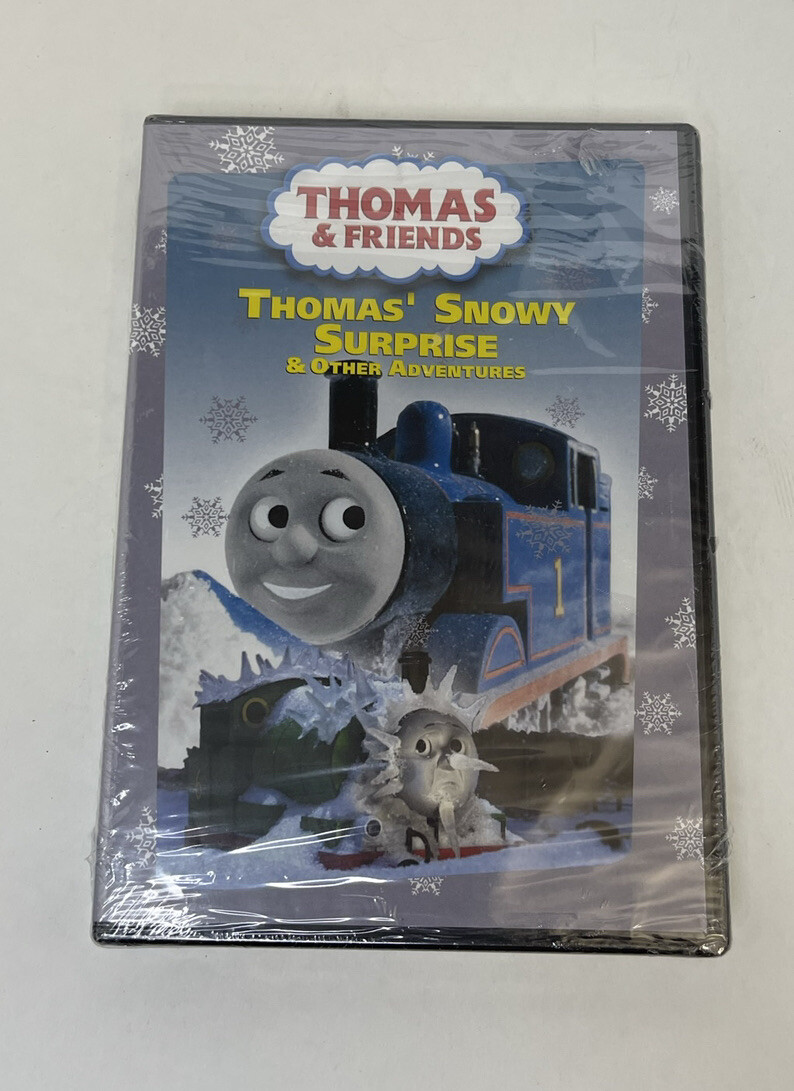 THOMAS
& FRIENDS
THOMAS' SNOWY
SURPRISE
& OTHER ADVENTURES
1